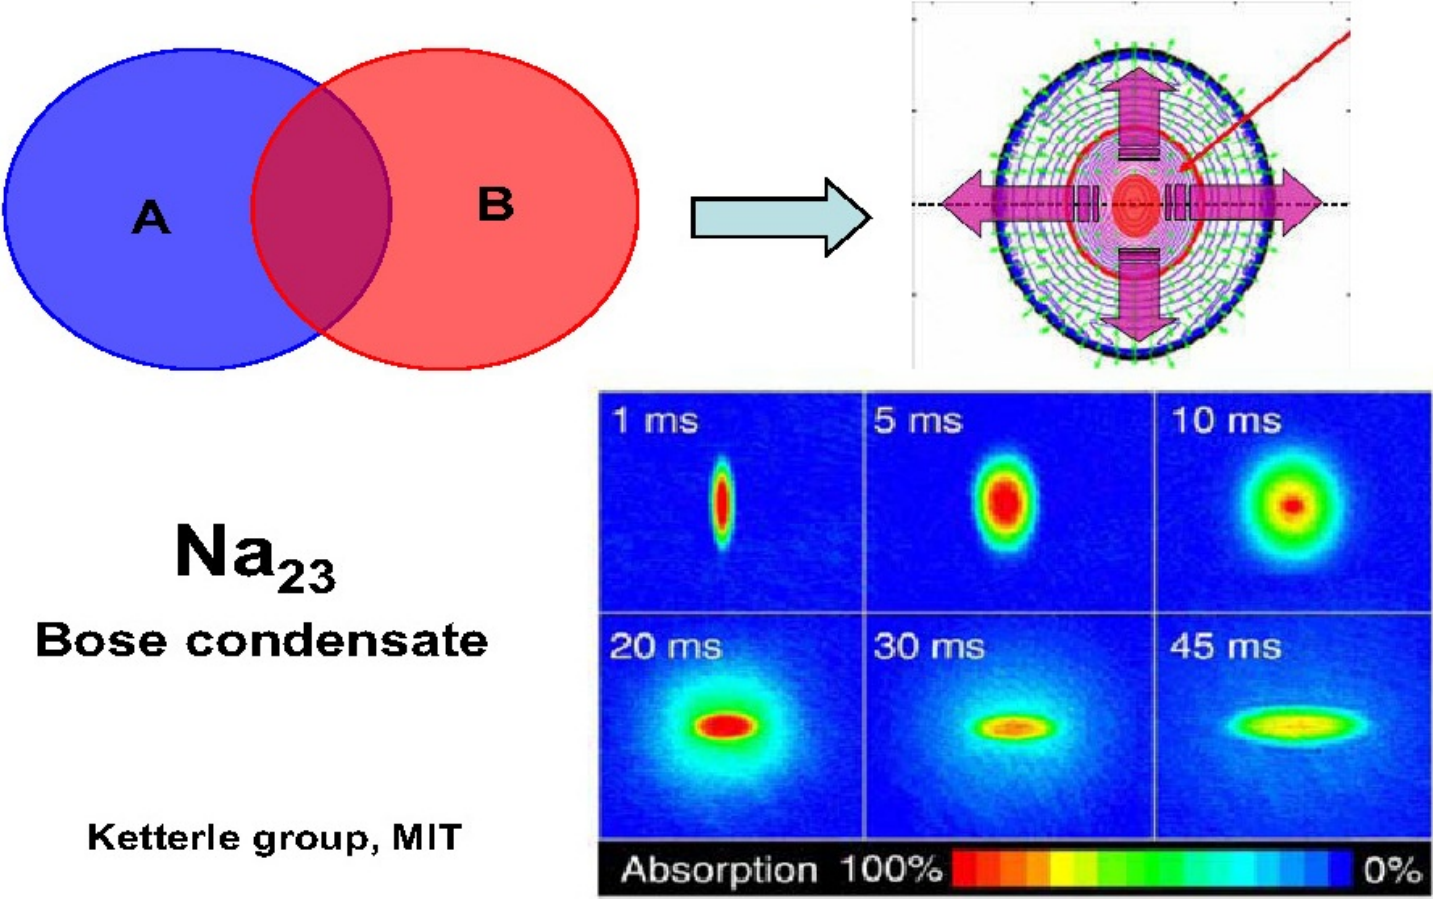 A
B
1 ms
5 ms
10 ms
Na23
Bose condensate
20 ms
30 ms
45 ms
Ketterle group, MIT
Absorption 100% 0%